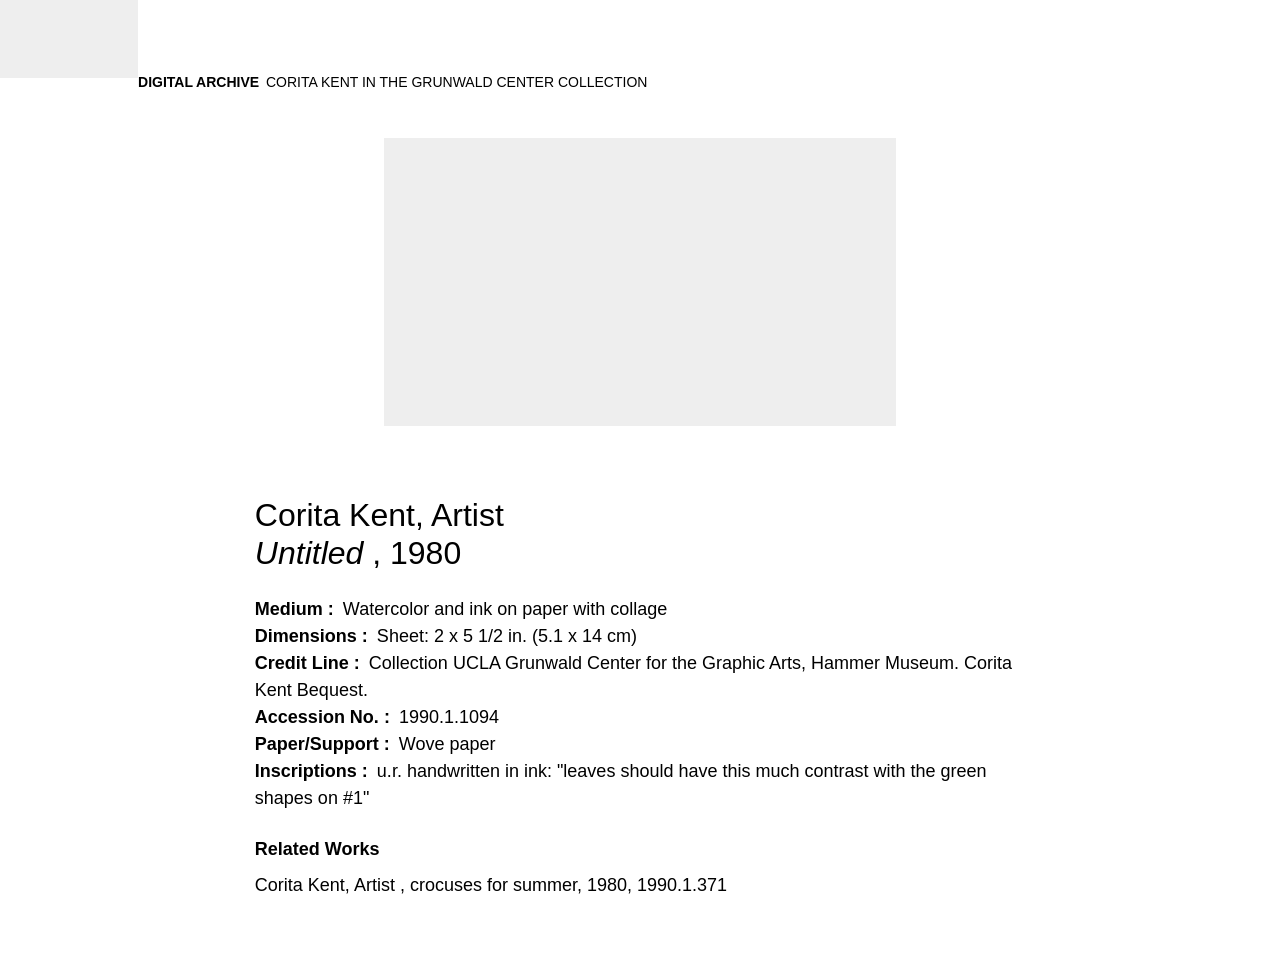 DIGITAL ARCHIVE CORITA KENT IN THE GRUNWALD CENTER COLLECTION
Corita Kent, Artist
Untitled , 1980
Medium : Watercolor and ink on paper with collage
Dimensions : Sheet: 2 x 5 1/2 in. (5.1 x 14 cm)
Credit Line : Collection UCLA Grunwald Center for the Graphic Arts, Hammer Museum. Corita
Kent Bequest.
Accession No. : 1990.1.1094
Paper/Support : Wove paper
Inscriptions : u.r. handwritten in ink: "leaves should have this much contrast with the green
shapes on #1"
Related Works
Corita Kent, Artist , crocuses for summer, 1980, 1990.1.371